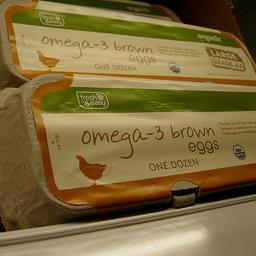 fresh & easy
organic
omega-3 brown
eggs
ONE DOZEN
LARGE
GRADE AA
fresh & easy
omega-3 brown
eggs
ONE DOZEN